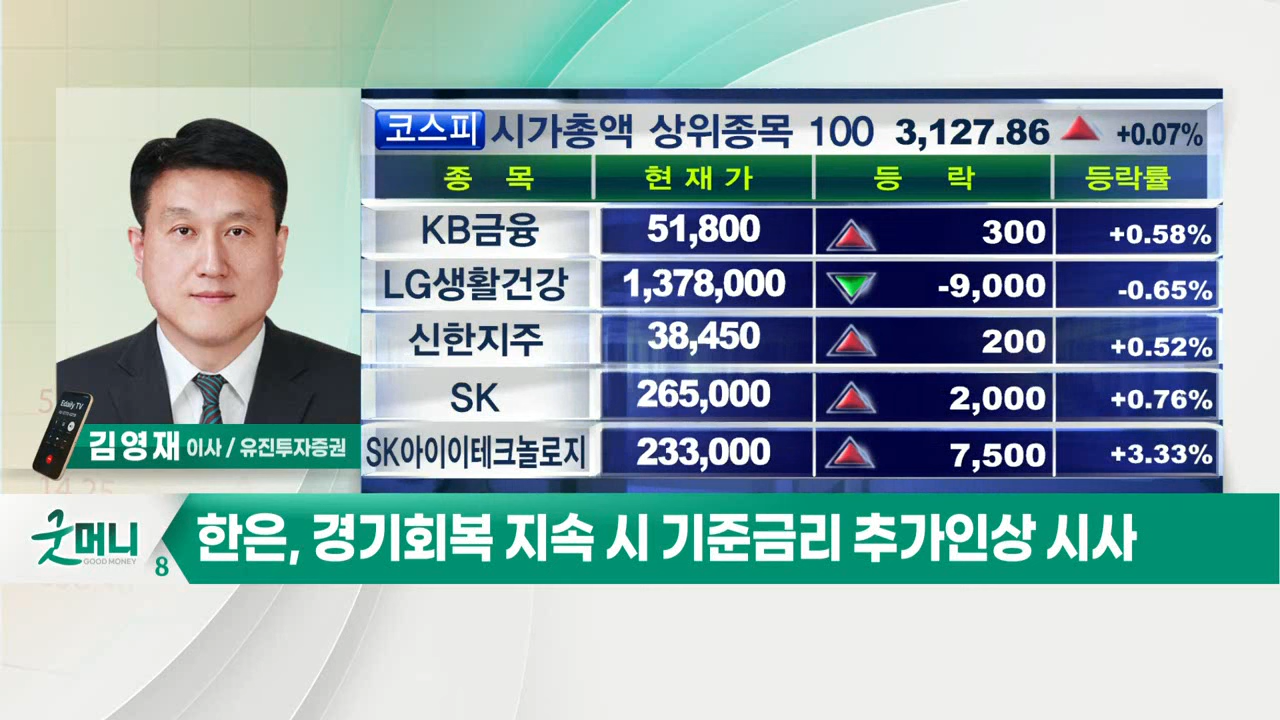 코스피 시가총액 상위종목 100 3,127.86 ▲ +0.07%
종 목 현 재 가 등 락 등락률
KB금융 51,800 ▲ 300 +0.58%
LG생활건강 1,378,000 ▼ -9,000 -0.65%
신한지주 38,450 ▲ 200 +0.52%
SK 265,000 ▲ 2,000 +0.76%
SK아이이테크놀로지 233,000 ▲ 7,500 +3.33%
Edaily TV
김영재 이사 / 유진투자증권
14.25
굿머니
GOOD MONEY
8
한은, 경기회복 지속 시 기준금리 추가인상 시사